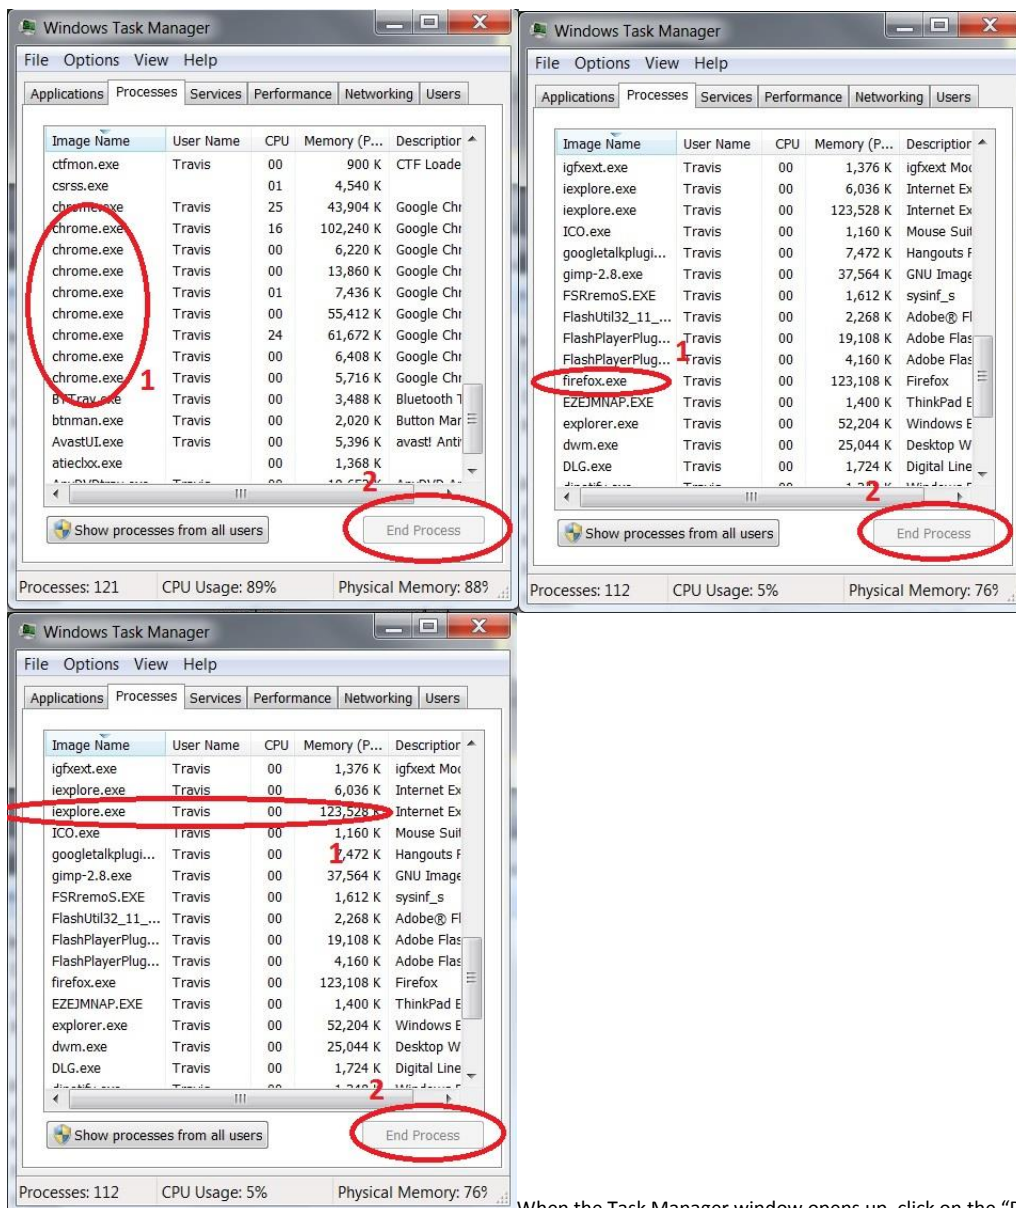 Windows Task Manager
File Options View Help
Applications Processes Services Performance Networking Users
Image Name User Name CPU Memory (P... Description
ctfmon.exe Travis 00 900 K CTF Loade
csrss.exe 01 4,540 K
chrome.exe Travis 25 43,904 K Google Chr
chrome.exe Travis 16 102,240 K Google Chr
chrome.exe Travis 00 6,220 K Google Chr
chrome.exe Travis 00 13,860 K Google Chr
chrome.exe Travis 01 7,436 K Google Chr
chrome.exe Travis 00 55,412 K Google Chr
chrome.exe Travis 24 61,672 K Google Chr
chrome.exe Travis 00 6,408 K Google Chr
chrome.exe 1 Travis 00 5,716 K Google Chr
BTTray.exe Travis 00 3,488 K Bluetooth T
btnman.exe Travis 00 2,020 K Button Mar
AvastUI.exe Travis 00 5,396 K avast! Anti
atieclxx.exe 00 1,368 K
2
Show processes from all users End Process
Processes: 121 CPU Usage: 89% Physical Memory: 88%
Windows Task Manager
File Options View Help
Applications Processes Services Performance Networking Users
Image Name User Name CPU Memory (P... Description
igfxext.exe Travis 00 1,376 K igfxext Moc
iexplore.exe Travis 00 6,036 K Internet Ex
iexplore.exe Travis 00 123,528 K Internet Ex
ICO.exe Travis 00 1,160 K Mouse Suit
googletalkplugi... Travis 00 7,472 K Hangouts F
gimp-2.8.exe Travis 00 37,564 K GNU Image
FSRremoS.EXE Travis 00 1,612 K sysinf_s
FlashUtil32_11_... Travis 00 2,268 K Adobe® Fl
FlashPlayerPlug... Travis 00 19,108 K Adobe Flas
FlashPlayerPlug... 1 Travis 00 4,160 K Adobe Flas
firefox.exe Travis 00 123,108 K Firefox
EZEJMNAP.EXE Travis 00 1,400 K ThinkPad E
explorer.exe Travis 00 52,204 K Windows E
dwm.exe Travis 00 25,044 K Desktop W
DLG.exe Travis 00 1,724 K Digital Line
2
Show processes from all users End Process
Processes: 112 CPU Usage: 5% Physical Memory: 76%
Windows Task Manager
File Options View Help
Applications Processes Services Performance Networking Users
Image Name User Name CPU Memory (P... Description
igfxext.exe Travis 00 1,376 K igfxext Moc
iexplore.exe Travis 00 6,036 K Internet Ex
iexplore.exe Travis 00 123,528 K Internet Ex
ICO.exe Travis 00 1,160 K Mouse Suit
googletalkplugi... Travis 00 1 7,472 K Hangouts F
gimp-2.8.exe Travis 00 37,564 K GNU Image
FSRremoS.EXE Travis 00 1,612 K sysinf_s
FlashUtil32_11_... Travis 00 2,268 K Adobe® Fl
FlashPlayerPlug... Travis 00 19,108 K Adobe Flas
FlashPlayerPlug... Travis 00 4,160 K Adobe Flas
firefox.exe Travis 00 123,108 K Firefox
EZEJMNAP.EXE Travis 00 1,400 K ThinkPad E
explorer.exe Travis 00 52,204 K Windows E
dwm.exe Travis 00 25,044 K Desktop W
DLG.exe Travis 00 1,724 K Digital Line
2
Show processes from all users End Process
Processes: 112 CPU Usage: 5% Physical Memory: 76%
When the Task Manager window opens up, click on the